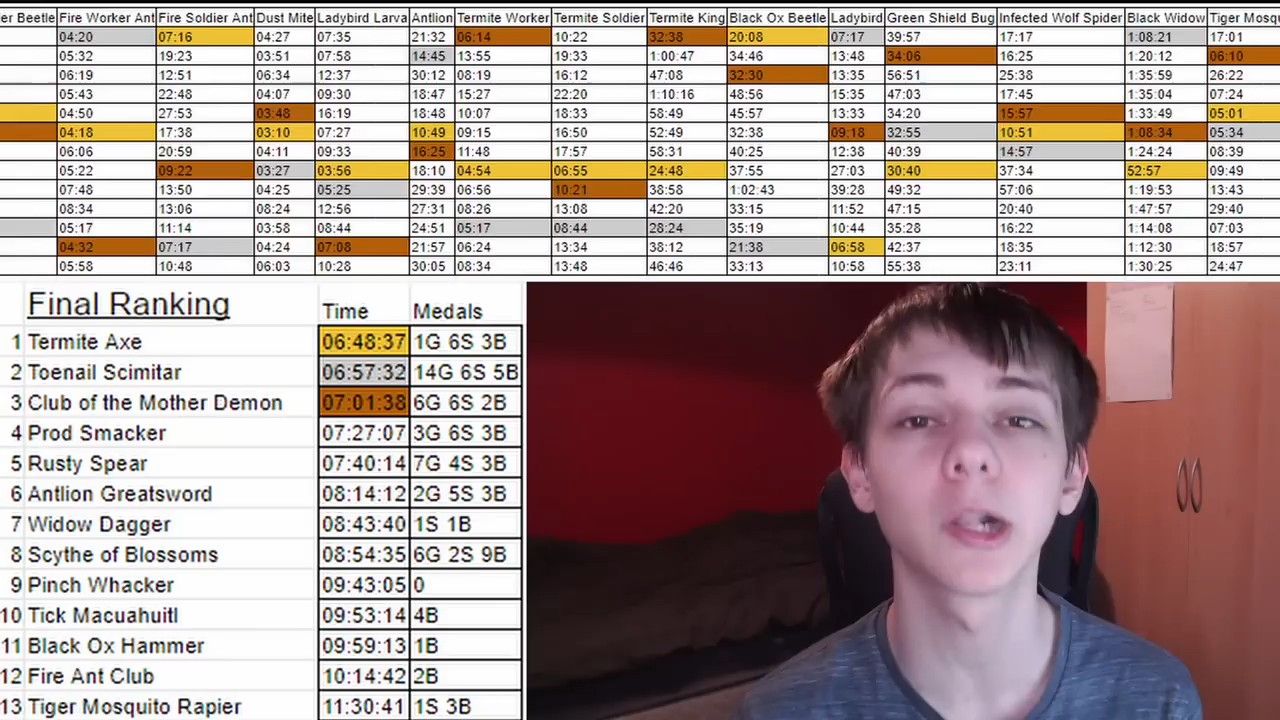 er Beetle Fire Worker Ant Fire Soldier Ant Dust Mite Ladybird Larva Antlion Termite Worker Termite Soldier Termite King Black Ox Beetle Ladybird Green Shield Bug Infected Wolf Spider Black Widow Tiger Mosqu
04:20 07:16 04:27 07:35 21:32 06:14 10:22 32:38 20:08 07:17 39:57 17:17 1:08:21 17:01
05:32 19:23 03:51 07:58 14:45 13:55 19:33 1:00:47 34:46 13:48 34:06 16:25 1:20:12 06:10
06:19 12:51 06:34 12:37 30:12 08:19 16:12 47:08 32:30 13:35 56:51 25:38 1:35:59 26:22
05:43 22:48 04:07 09:30 18:47 15:27 22:20 1:10:16 48:56 15:35 47:03 17:45 1:35:04 07:24
04:50 27:53 03:48 16:19 18:48 10:07 18:33 58:49 45:57 13:33 34:20 15:57 1:33:49 05:01
04:18 17:38 03:10 07:27 10:49 09:15 16:50 52:49 32:38 09:18 32:55 10:51 1:08:34 05:34
06:06 20:59 04:11 09:33 16:25 11:48 17:57 58:31 40:25 12:38 40:39 14:57 1:24:24 08:39
05:22 09:22 03:27 03:56 18:10 04:54 06:55 24:48 37:55 27:03 30:40 37:34 52:57 09:49
07:48 13:50 04:25 05:25 29:39 06:56 10:21 38:58 1:02:43 39:28 49:32 57:06 1:19:53 13:43
08:34 13:06 08:24 12:56 27:31 08:26 13:08 42:20 33:15 11:52 47:15 20:40 1:47:57 29:40
05:17 11:14 03:58 08:44 24:51 05:17 08:44 28:24 35:19 10:44 35:28 16:22 1:14:08 07:03
04:32 07:17 04:24 07:08 21:57 06:24 13:34 38:12 21:38 06:58 42:37 18:35 1:12:30 18:57
05:58 10:48 06:03 10:28 30:05 08:34 13:48 46:46 33:13 10:58 55:38 23:11 1:30:25 24:47
Final Ranking Time Medals
1 Termite Axe 06:48:37 1G 6S 3B
2 Toenail Scimitar 06:57:32 14G 6S 5B
3 Club of the Mother Demon 07:01:38 6G 6S 2B
4 Prod Smacker 07:27:07 3G 6S 3B
5 Rusty Spear 07:40:14 7G 4S 3B
6 Antlion Greatsword 08:14:12 2G 5S 3B
7 Widow Dagger 08:43:40 1S 1B
8 Scythe of Blossoms 08:54:35 6G 2S 9B
9 Pinch Whacker 09:43:05 0
10 Tick Macuahuitl 09:53:14 4B
11 Black Ox Hammer 09:59:13 1B
12 Fire Ant Club 10:14:42 2B
13 Tiger Mosquito Rapier 11:30:41 1S 3B